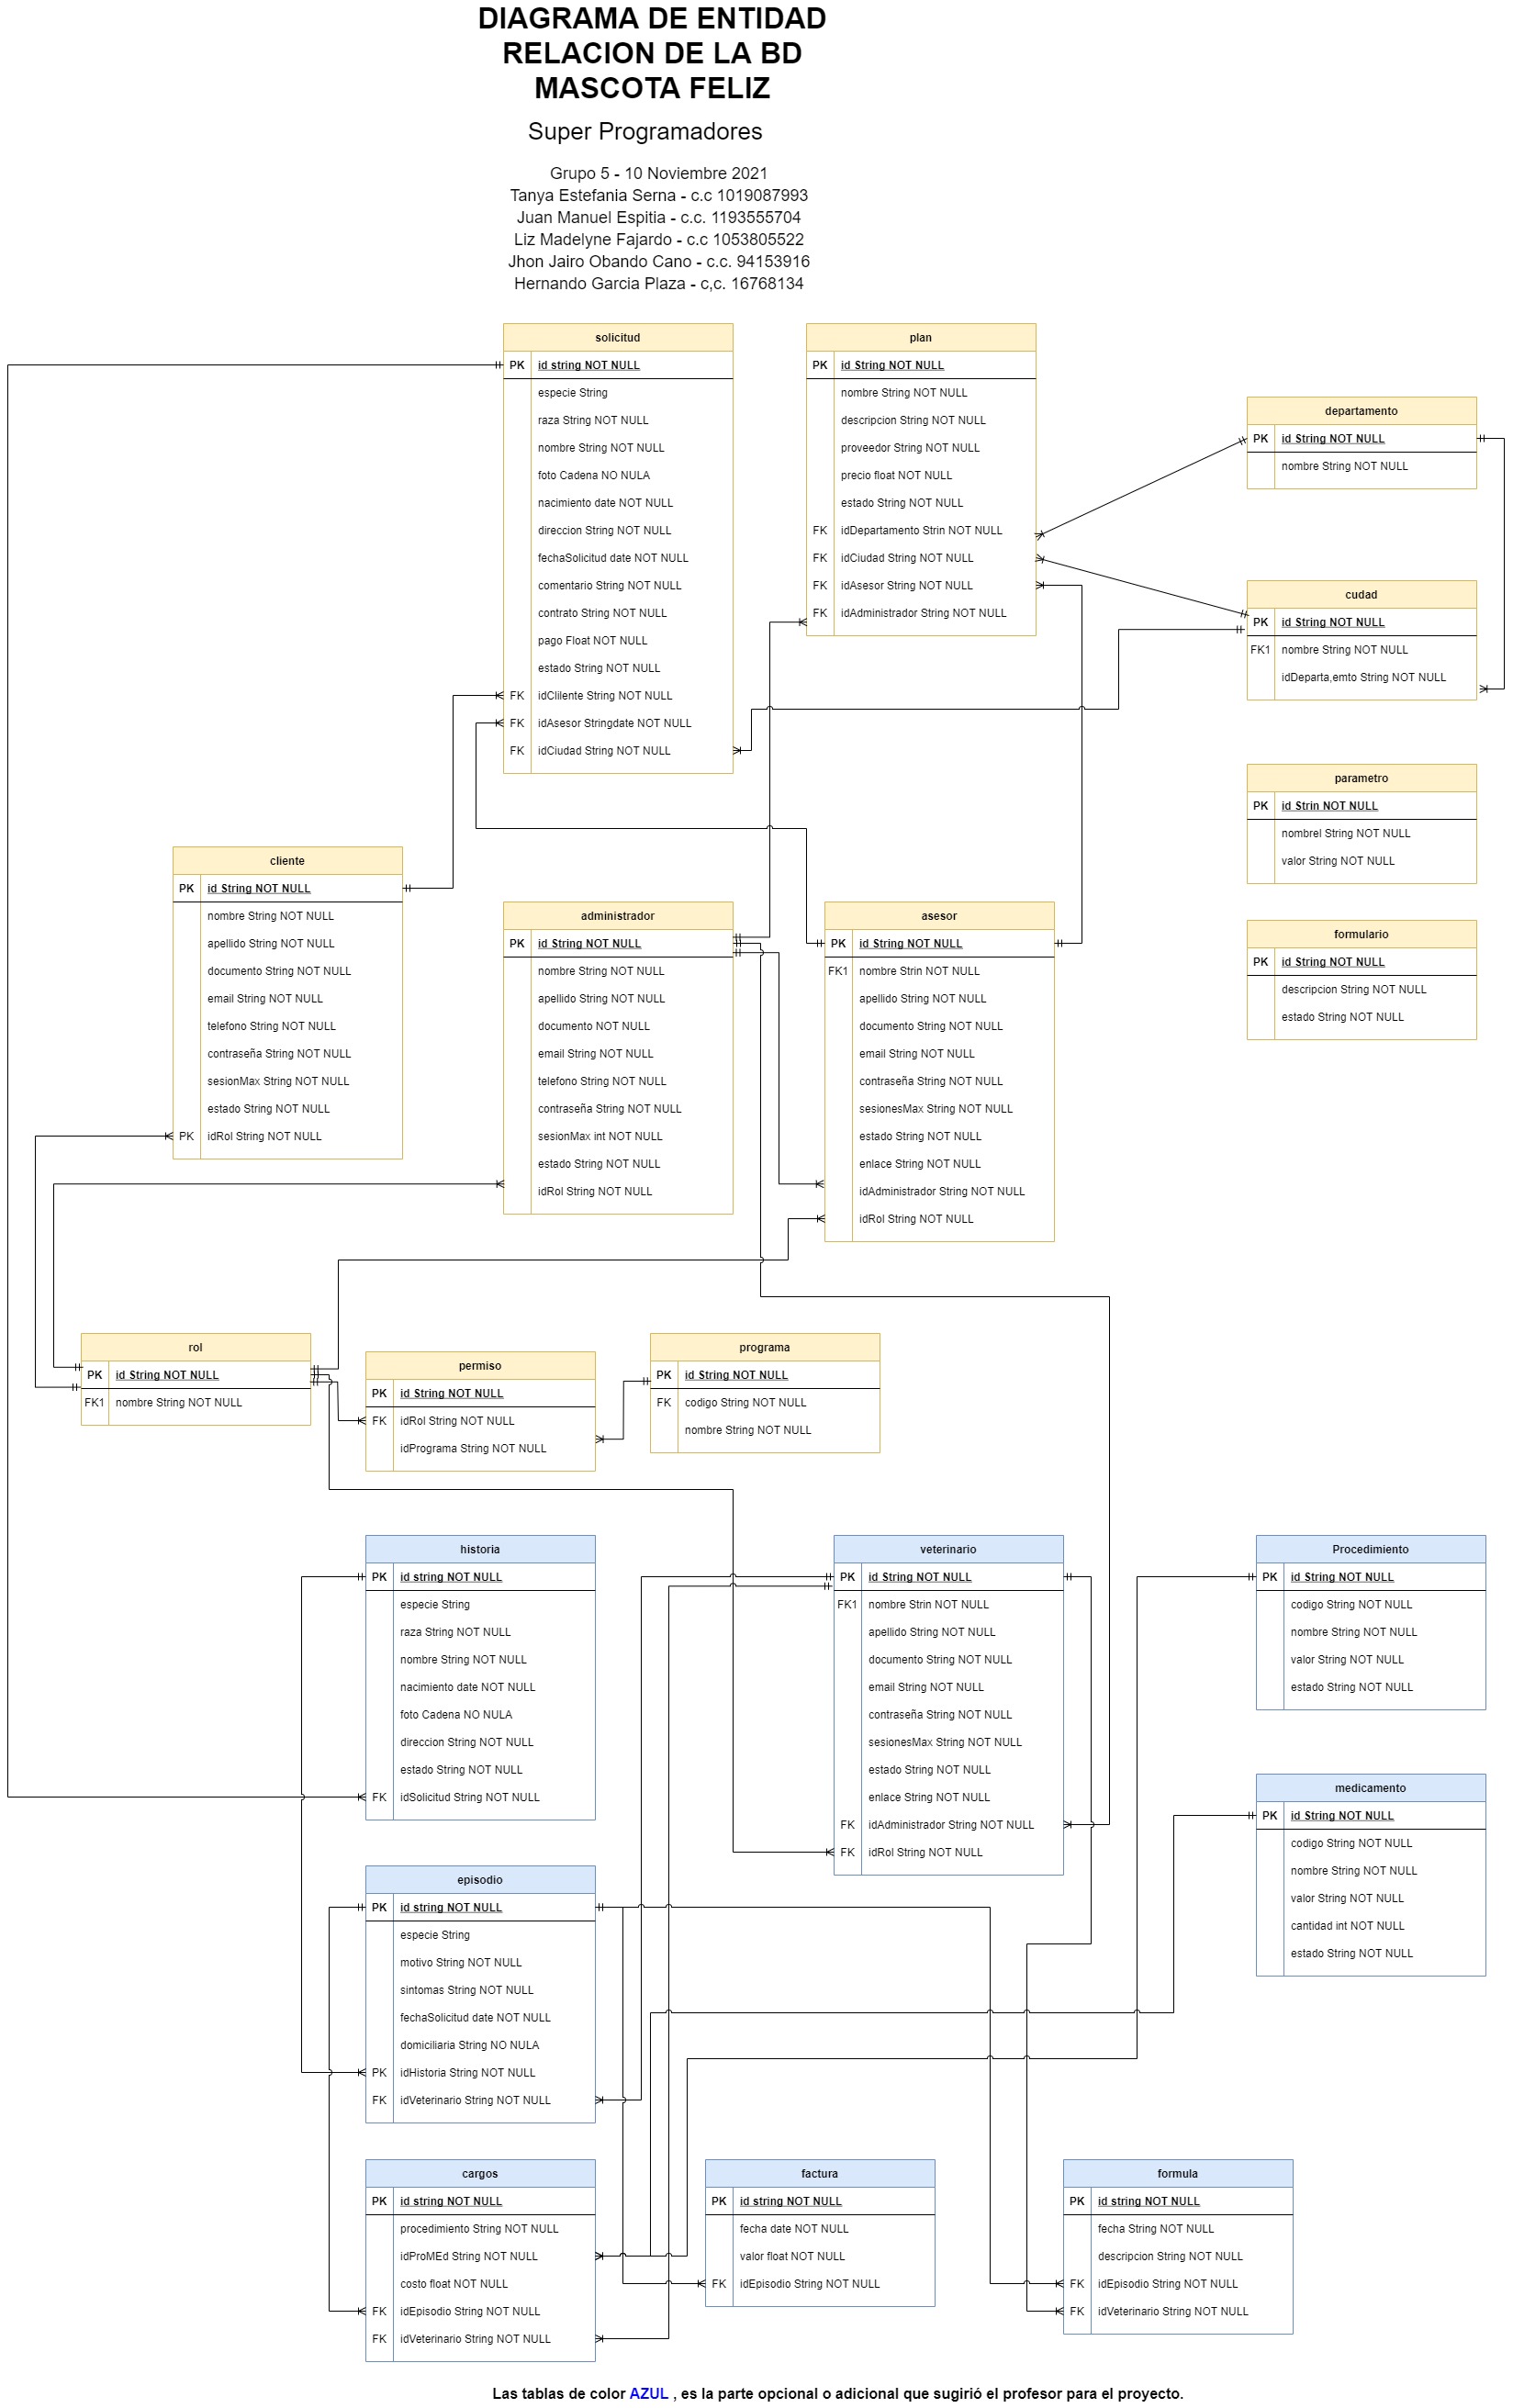 DIAGRAMA DE ENTIDAD
RELACION DE LA BD
MASCOTA FELIZ
Super Programadores
Grupo 5 - 10 Noviembre 2021
Tanya Estefania Serna - c.c 1019087993
Juan Manuel Espitia - c.c. 1193555704
Liz Madelyne Fajardo - c.c 1053805522
Jhon Jairo Obando Cano - c.c. 94153916
Hernando Garcia Plaza - c,c. 16768134
solicitud
PK id string NOT NULL
especie String
raza String NOT NULL
nombre String NOT NULL
foto Cadena NO NULA
nacimiento date NOT NULL
direccion String NOT NULL
fechaSolicitud date NOT NULL
comentario String NOT NULL
contrato String NOT NULL
pago Float NOT NULL
estado String NOT NULL
FK idClilente String NOT NULL
FK idAsesor Stringdate NOT NULL
FK idCiudad String NOT NULL
plan
PK id String NOT NULL
nombre String NOT NULL
descripcion String NOT NULL
proveedor String NOT NULL
precio float NOT NULL
estado String NOT NULL
FK idDepartamento Strin NOT NULL
FK idCiudad String NOT NULL
FK idAsesor String NOT NULL
FK idAdministrador String NOT NULL
departamento
PK id String NOT NULL
nombre String NOT NULL
cudad
PK id String NOT NULL
FK1 nombre String NOT NULL
idDeparta,emto String NOT NULL
parametro
PK id Strin NOT NULL
nombrel String NOT NULL
valor String NOT NULL
formulario
PK id String NOT NULL
descripcion String NOT NULL
estado String NOT NULL
cliente
PK id String NOT NULL
nombre String NOT NULL
apellido String NOT NULL
documento String NOT NULL
email String NOT NULL
telefono String NOT NULL
contraseña String NOT NULL
sesionMax String NOT NULL
estado String NOT NULL
PK idRol String NOT NULL
administrador
PK id String NOT NULL
nombre String NOT NULL
apellido String NOT NULL
documento NOT NULL
email String NOT NULL
telefono String NOT NULL
contraseña String NOT NULL
sesionMax int NOT NULL
estado String NOT NULL
idRol String NOT NULL
asesor
PK id String NOT NULL
FK1 nombre Strin NOT NULL
apellido String NOT NULL
documento String NOT NULL
email String NOT NULL
contraseña String NOT NULL
sesionesMax String NOT NULL
estado String NOT NULL
enlace String NOT NULL
idAdministrador String NOT NULL
idRol String NOT NULL
rol
PK id String NOT NULL
FK1 nombre String NOT NULL
permiso
PK id String NOT NULL
FK idRol String NOT NULL
idPrograma String NOT NULL
programa
PK id String NOT NULL
FK codigo String NOT NULL
nombre String NOT NULL
historia
PK id string NOT NULL
especie String
raza String NOT NULL
nombre String NOT NULL
nacimiento date NOT NULL
foto Cadena NO NULA
direccion String NOT NULL
estado String NOT NULL
FK idSolicitud String NOT NULL
veterinario
PK id String NOT NULL
FK1 nombre Strin NOT NULL
apellido String NOT NULL
documento String NOT NULL
email String NOT NULL
contraseña String NOT NULL
sesionesMax String NOT NULL
estado String NOT NULL
enlace String NOT NULL
FK idAdministrador String NOT NULL
FK idRol String NOT NULL
Procedimiento
PK id String NOT NULL
codigo String NOT NULL
nombre String NOT NULL
valor String NOT NULL
estado String NOT NULL
medicamento
PK id String NOT NULL
codigo String NOT NULL
nombre String NOT NULL
valor String NOT NULL
cantidad int NOT NULL
estado String NOT NULL
episodio
PK id string NOT NULL
especie String
motivo String NOT NULL
sintomas String NOT NULL
fechaSolicitud date NOT NULL
domiciliaria String NO NULA
PK idHistoria String NOT NULL
FK idVeterinario String NOT NULL
cargos
PK id string NOT NULL
procedimiento String NOT NULL
idProMEd String NOT NULL
costo float NOT NULL
FK idEpisodio String NOT NULL
FK idVeterinario String NOT NULL
factura
PK id string NOT NULL
fecha date NOT NULL
valor float NOT NULL
FK idEpisodio String NOT NULL
formula
PK id string NOT NULL
fecha String NOT NULL
descripcion String NOT NULL
FK idEpisodio String NOT NULL
FK idVeterinario String NOT NULL
Las tablas de color AZUL , es la parte opcional o adicional que sugirió el profesor para el proyecto.